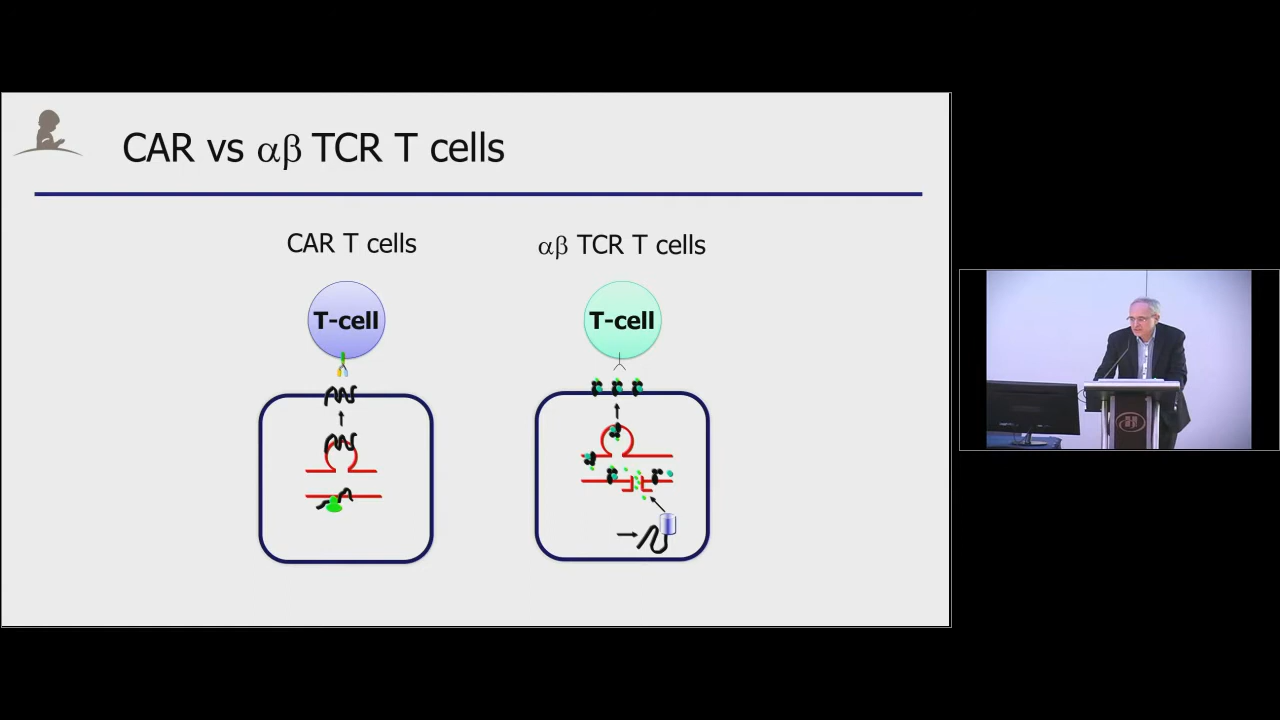 CAR vs αβ TCR T cells
CAR T cells
αβ TCR T cells
T-cell
T-cell